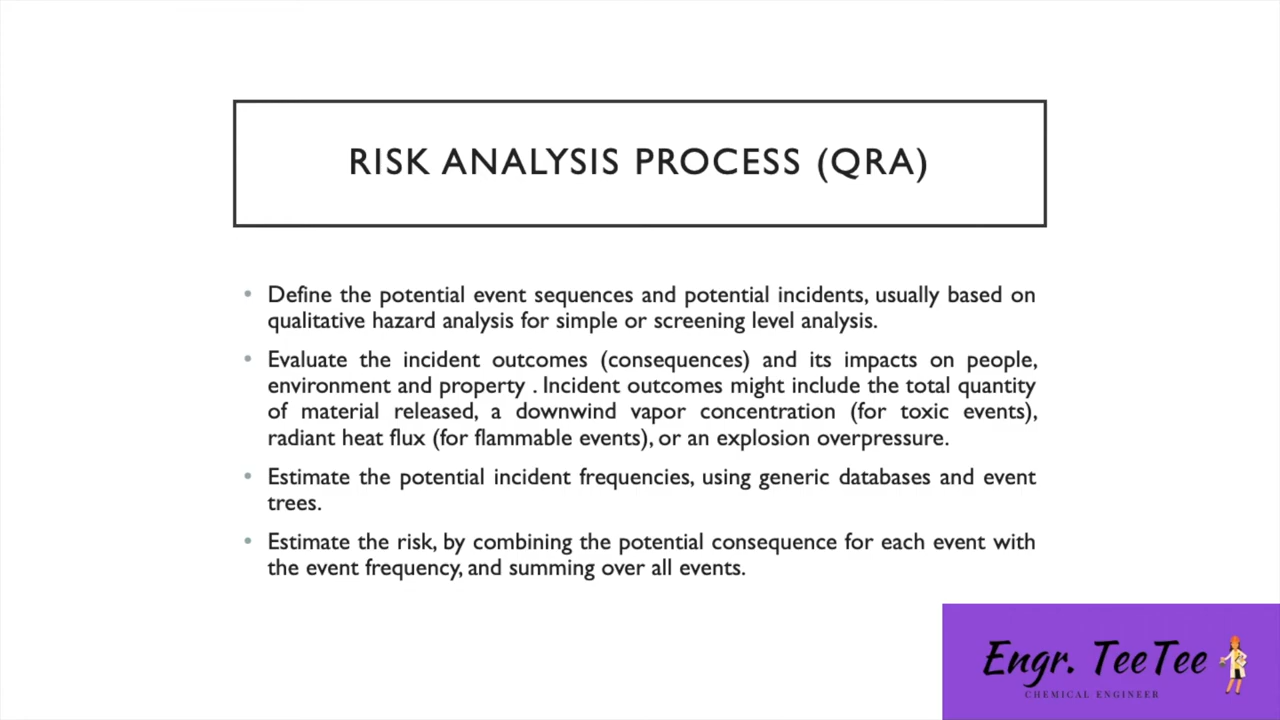 RISK ANALYSIS PROCESS (QRA)
• Define the potential event sequences and potential incidents, usually based on
qualitative hazard analysis for simple or screening level analysis.
• Evaluate the incident outcomes (consequences) and its impacts on people,
environment and property . Incident outcomes might include the total quantity
of material released, a downwind vapor concentration (for toxic events),
radiant heat flux (for flammable events), or an explosion overpressure.
• Estimate the potential incident frequencies, using generic databases and event
trees.
• Estimate the risk, by combining the potential consequence for each event with
the event frequency, and summing over all events.
Engr. TeeTee
CHEMICAL ENGINEER